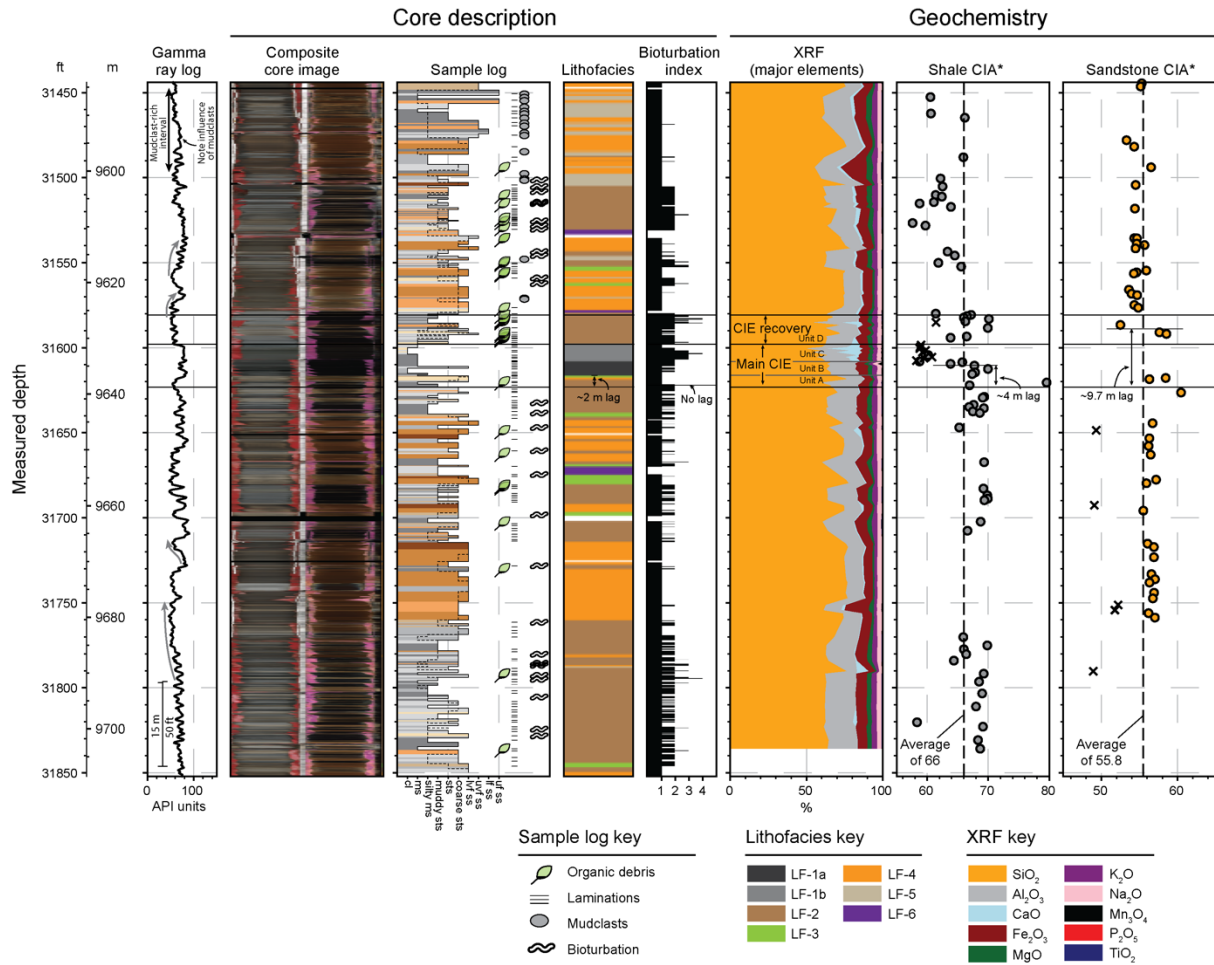 Core description
Geochemistry
Gamma
ray log
Composite
core image
Sample log
Lithofacies
Bioturbation
index
XRF
(major elements)
Shale CIA*
Sandstone CIA*
ft
m
Measured depth
31450
31500
31550
31600
31650
31700
31750
31800
31850
9600
9620
9640
9660
9680
9700
Mudclast-rich
interval
Note influence
of mudclasts
15 m
50 ft
CIE recovery
Unit D
Main CIE
Unit C
Unit B
Unit A
~2 m lag
No lag
~4 m lag
~9.7 m lag
Average
of 66
Average
of 55.8
0
100
API units
cl
ms
silty ms
muddy sts
sts
coarse sts
lvf ss
uvf ss
lf ss
uf ss
1 2 3 4
0
50
100
%
60
70
80
50
60
Sample log key
Organic debris
Laminations
Mudclasts
Bioturbation
Lithofacies key
LF-1a
LF-1b
LF-2
LF-3
LF-4
LF-5
LF-6
XRF key
SiO₂
Al₂O₃
CaO
Fe₂O₃
MgO
K₂O
Na₂O
Mn₃O₄
P₂O₅
TiO₂